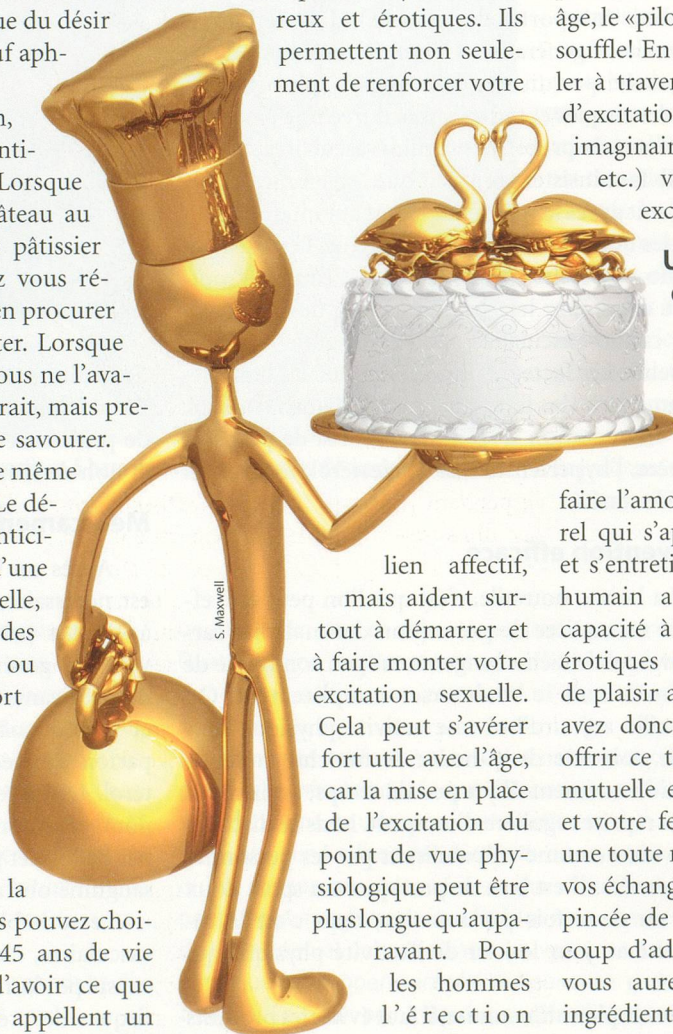 ue du désir
uf aph-
n,
nti-
Lorsque
âteau au
pâtissier
z vous ré-
en procurer
ter. Lorsque
ous ne l'ava-
rait, mais pre-
e savourer.
e même
Le dé-
ntici-
d'une
elle,
des
ou
ort
la
s pouvez choi-
45 ans de vie
l'avoir ce que
appellent un
reux et érotiques. Ils
permettent non seule-
ment de renforcer votre
lien affectif,
mais aident sur-
tout à démarrer et
à faire monter votre
excitation sexuelle.
Cela peut s'avérer
fort utile avec l'âge,
car la mise en place
de l'excitation du
point de vue phy-
siologique peut être
plus longue qu'aupa-
ravant. Pour
les hommes
l'érection
âge, le «pilo
souffle! En
ler à traver
d'excitatio
imaginair
etc.) v
exc
U
faire l'amo
rel qui s'ap
et s'entreti
humain a
capacité à
érotiques
de plaisir a
avez donc
offrir ce
mutuelle e
et votre fe
une toute
vos échang
pincée de
coup d'ad
vous aure
ingrédient
S. Maxwell